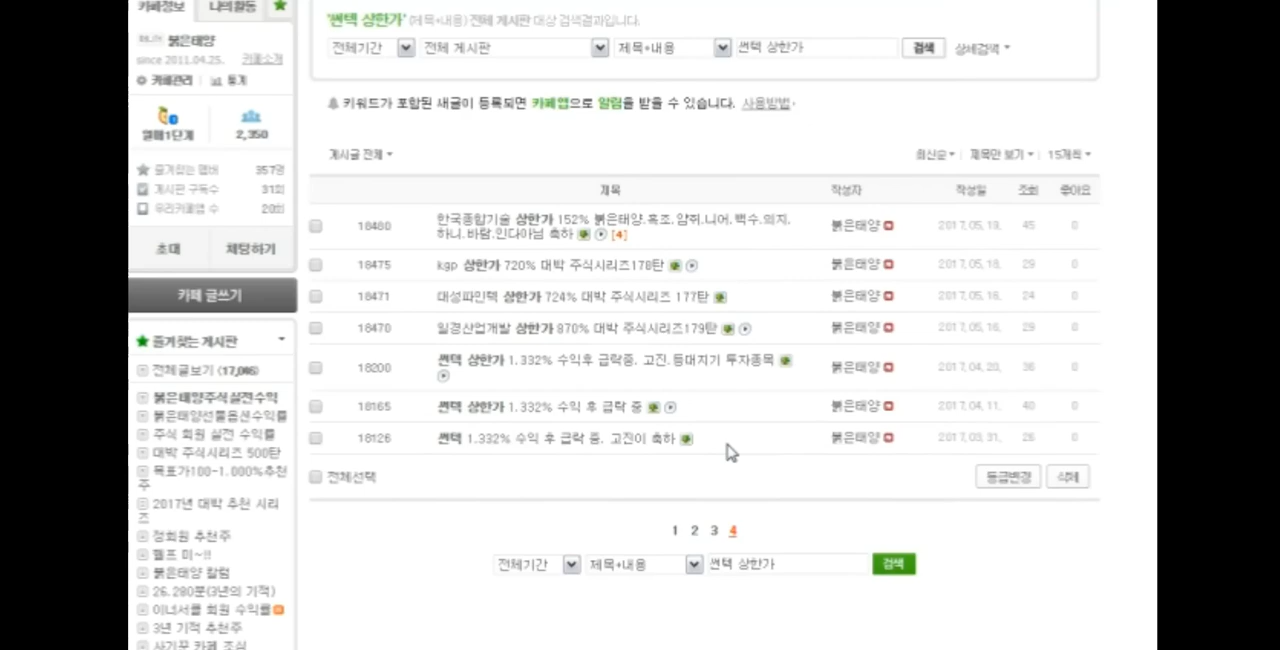 카페정보 나의활동
붉은태양
since 2011.04.25. 카페소개
카페관리 통계
열매1단계 2,350
즐겨찾는 멤버 357명
게시판 구독수 31회
우리카페앱 수 20회
초대 채팅하기
카페 글쓰기
즐겨찾는 게시판
전체글보기 (17,046)
붉은태양주식실전수익
붉은태양선물옵션수익률
주식 회원 실전 수익률
대박 주식시리즈 500탄
목표가100-1.000%추천
주
2017년 대박 추천 시리
즈
정회원 추천주
헬프 미~!!
붉은태양 칼럼
26.280분(3년의 기적)
이너서클 회원 수익률
3년 기적 추천주
사기꾼 카페 조심
'썬텍 상한가' (제목+내용) 전체 게시판 대상 검색결과입니다.
전체기간 전체 게시판 제목+내용 썬텍 상한가 검색 상세검색
키워드가 포함된 새글이 등록되면 카페앱으로 알림을 받을 수 있습니다. 사용방법
게시글 전체 최신순 제목만 보기 15개씩
제목 작성자 작성일 조회 좋아요
18480 한국종합기술 상한가 152% 붉은태양.흑조.얌쥐.니어.백수.의지.
하니.바람.인다아님 축하 [4] 붉은태양 2017.05.19. 45 0
18475 kgp 상한가 720% 대박 주식시리즈178탄 붉은태양 2017.05.18. 29 0
18471 대성파인텍 상한가 724% 대박 주식시리즈 177탄 붉은태양 2017.05.16. 24 0
18470 일경산업개발 상한가 870% 대박 주식시리즈179탄 붉은태양 2017.05.16. 29 0
18200 썬텍 상한가 1.332% 수익후 급락중. 고진.등대지기 투자종목 붉은태양 2017.04.20. 36 0
18165 썬텍 상한가 1.332% 수익 후 급락 중 붉은태양 2017.04.11. 40 0
18126 썬텍 1.332% 수익 후 급락 중. 고진이 축하 붉은태양 2017.03.31. 26 0
전체선택 등급변경 삭제
1 2 3 4
전체기간 제목+내용 썬텍 상한가 검색